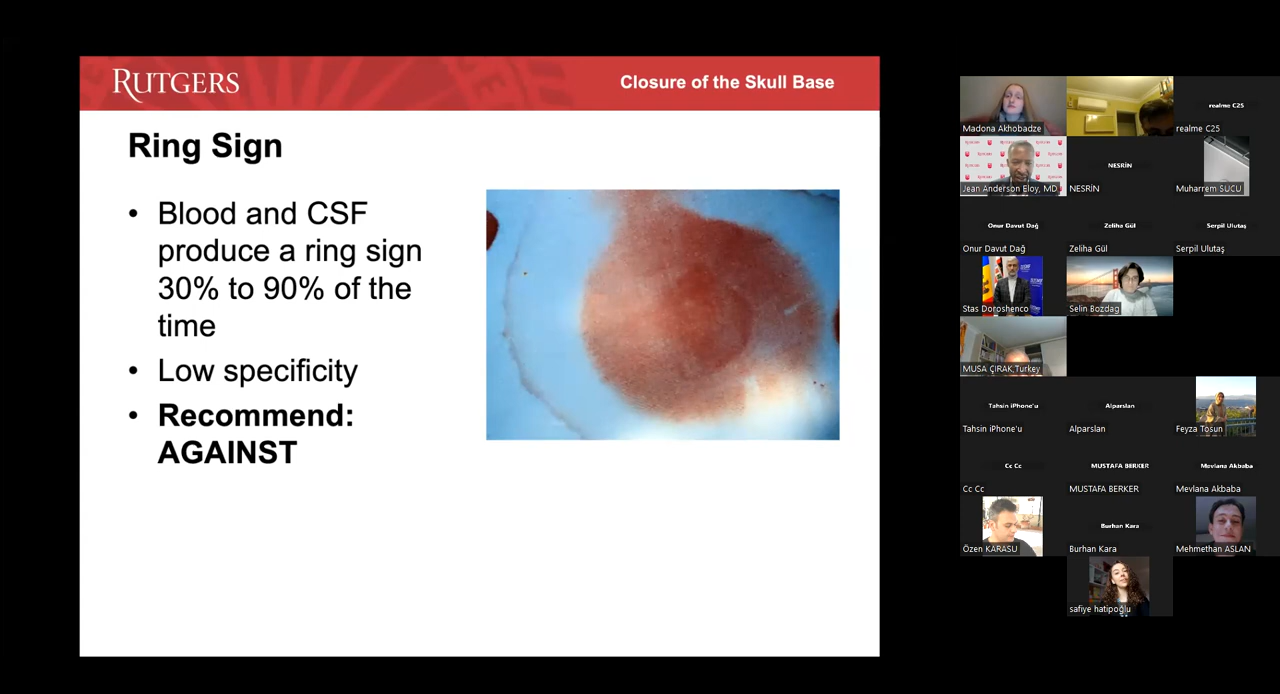 RUTGERS
Closure of the Skull Base
Ring Sign
• Blood and CSF
produce a ring sign
30% to 90% of the
time
• Low specificity
• Recommend:
AGAINST
Madona Akhobadze
realme C25
realme C25
Jean Anderson Eloy, MD
NESRİN
NESRİN
Muharrem SUCU
Onur Davut Dağ
Zeliha Gül
Serpil Ulutaş
Onur Davut Dağ
Zeliha Gül
Serpil Ulutaş
Stas Doroshenco
Selin Bozdag
MUSA ÇIRAK,Turkey
Tahsin iPhone'u
Alparslan
Tahsin iPhone'u
Alparslan
Feyza Tosun
Cc Cc
MUSTAFA BERKER
Mevlana Akbaba
Cc Cc
MUSTAFA BERKER
Mevlana Akbaba
Burhan Kara
Özen KARASU
Burhan Kara
Mehmethan ASLAN
safiye hatipoğlu